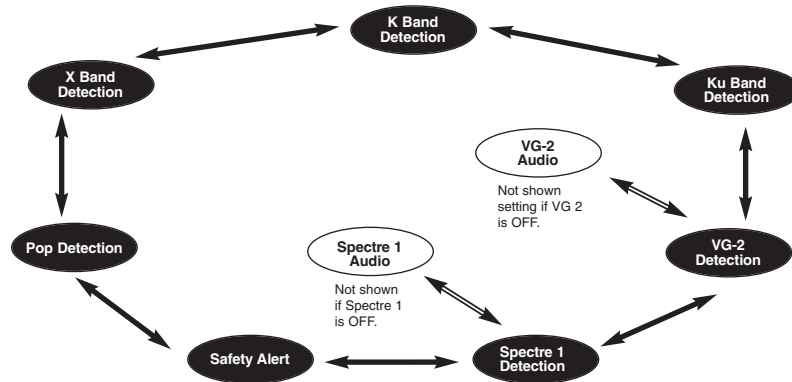 K Band
Detection
X Band
Detection
Ku Band
Detection
VG-2
Audio
Not shown
setting if VG 2
is OFF.
Pop Detection
Spectre 1
Audio
Not shown
if Spectre 1
is OFF.
VG-2
Detection
Safety Alert
Spectre 1
Detection